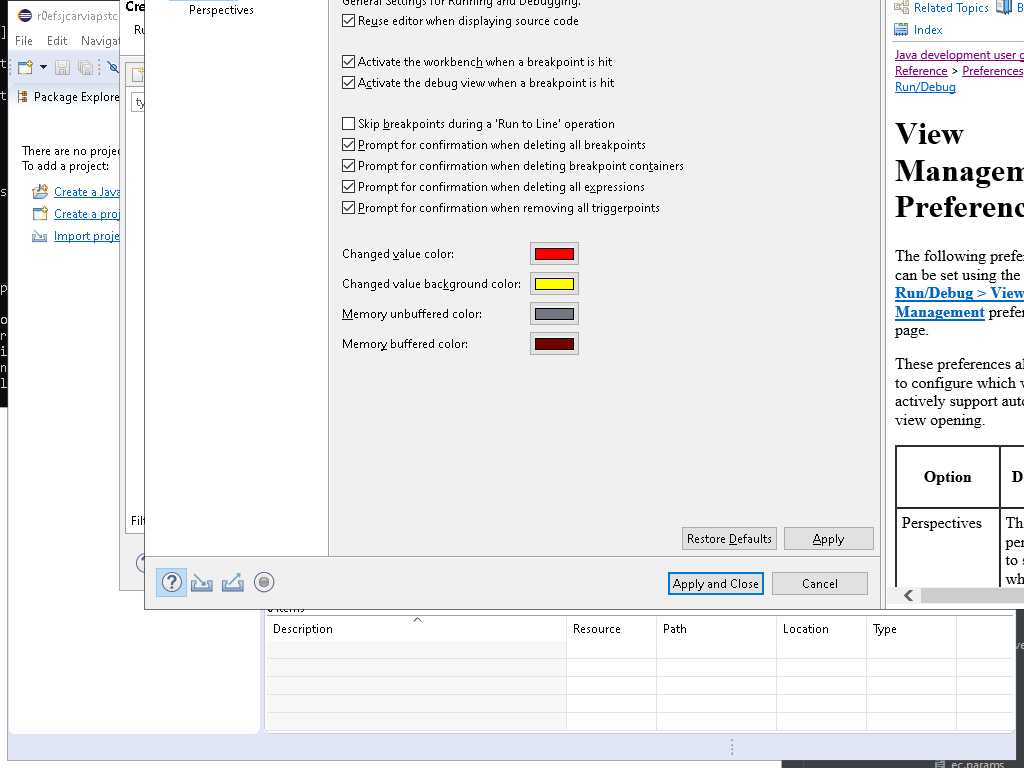 r0efsjcarviapstc
File Edit Naviga
Package Explore
There are no proje
To add a project:
Create a Java
Create a proj
Import proje
Cre
Ru
ty
Filt
Perspectives
General Settings for Running and Debugging.
Reuse editor when displaying source code
Activate the workbench when a breakpoint is hit
Activate the debug view when a breakpoint is hit
Skip breakpoints during a 'Run to Line' operation
Prompt for confirmation when deleting all breakpoints
Prompt for confirmation when deleting breakpoint containers
Prompt for confirmation when deleting all expressions
Prompt for confirmation when removing all triggerpoints
Changed value color:
Changed value background color:
Memory unbuffered color:
Memory buffered color:
Restore Defaults Apply
Apply and Close Cancel
Related Topics B
Index
Java development user g
Reference > Preferences
Run/Debug
View
Managem
Preferenc
The following prefer
can be set using the
Run/Debug > View
Management prefer
page.
These preferences al
to configure which v
actively support auto
view opening.
Option D
Perspectives Th
per
to s
wh
items
Description Resource Path Location Type
ec.params